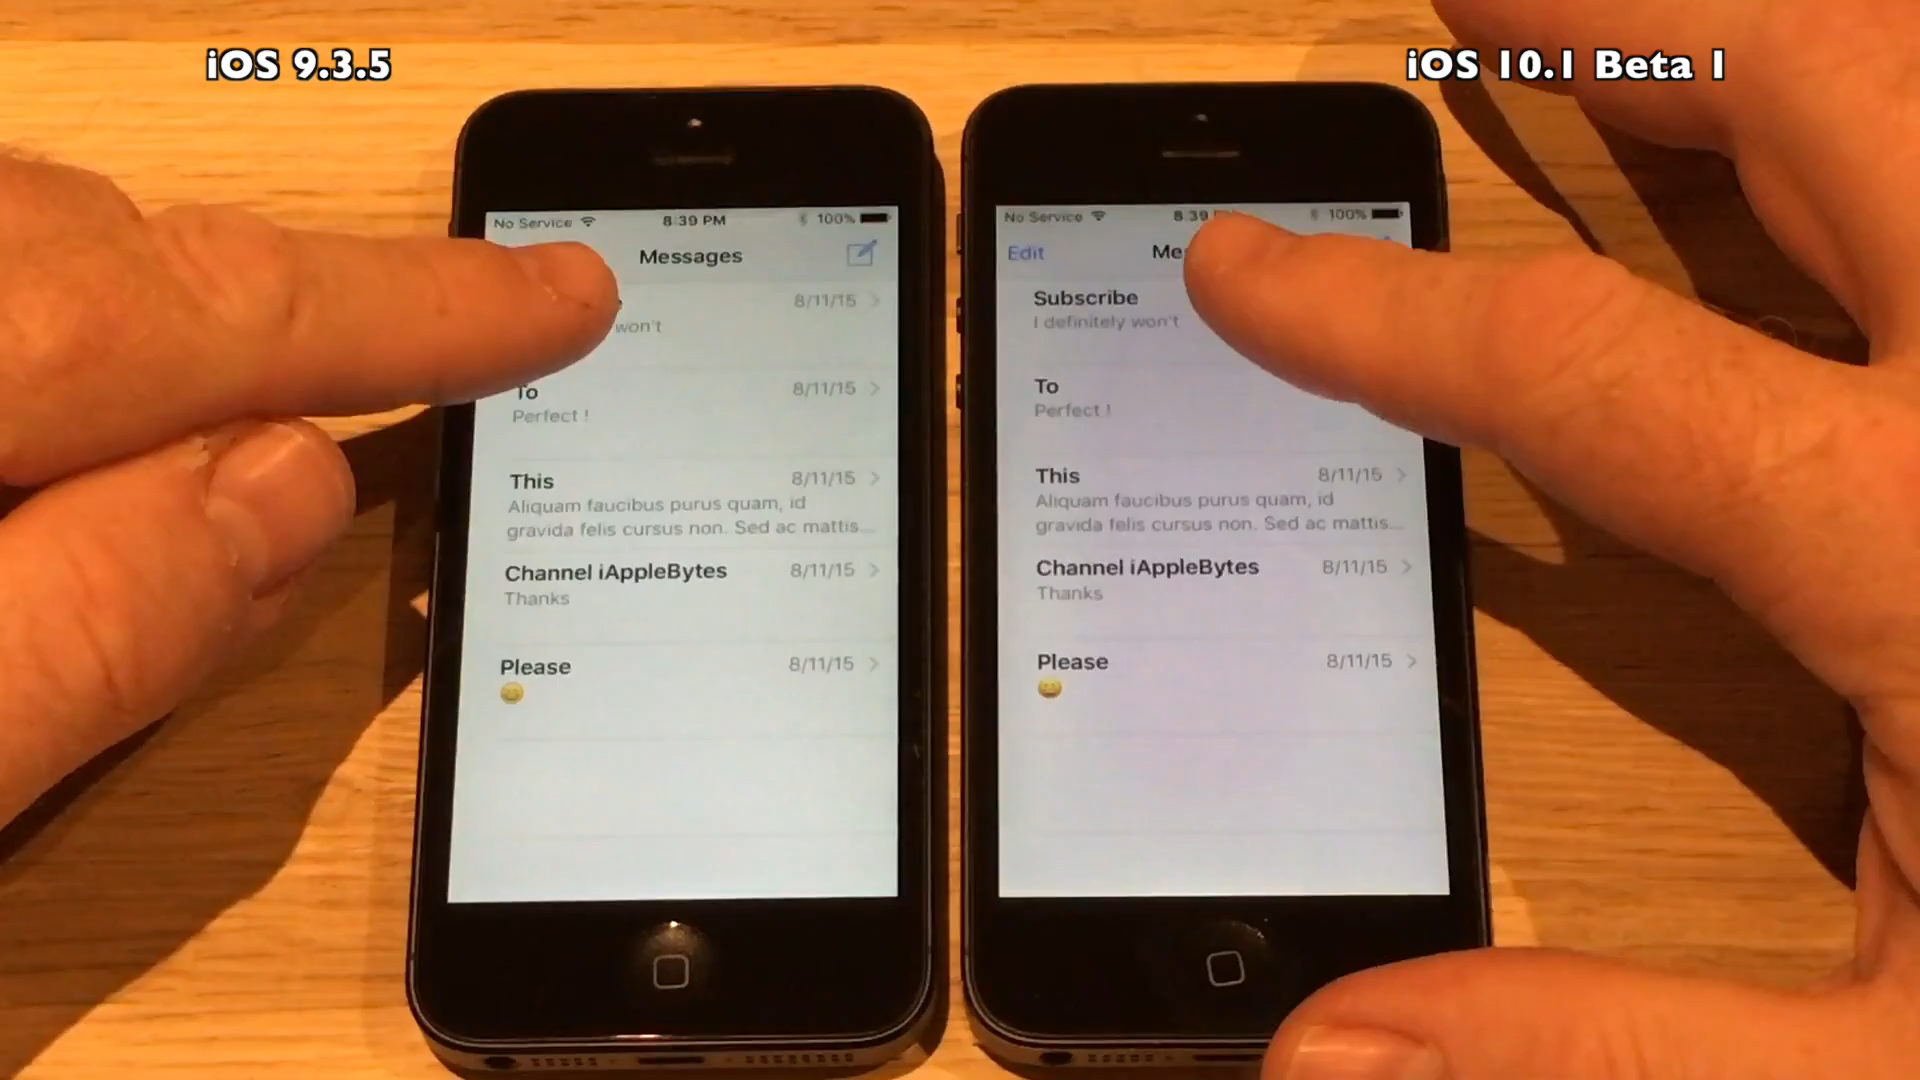 iOS 9.3.5
iOS 10.1 Beta 1
No Service
8:39 PM
100%
Messages
8/11/15
won't
To
8/11/15
Perfect !
This
8/11/15
Aliquam faucibus purus quam, id
gravida felis cursus non. Sed ac mattis...
Channel iAppleBytes
8/11/15
Thanks
Please
8/11/15
No Service
8:39
100%
Edit
Me
Subscribe
I definitely won't
To
Perfect !
This
8/11/15
Aliquam faucibus purus quam, id
gravida felis cursus non. Sed ac mattis...
Channel iAppleBytes
8/11/15
Thanks
Please
8/11/15